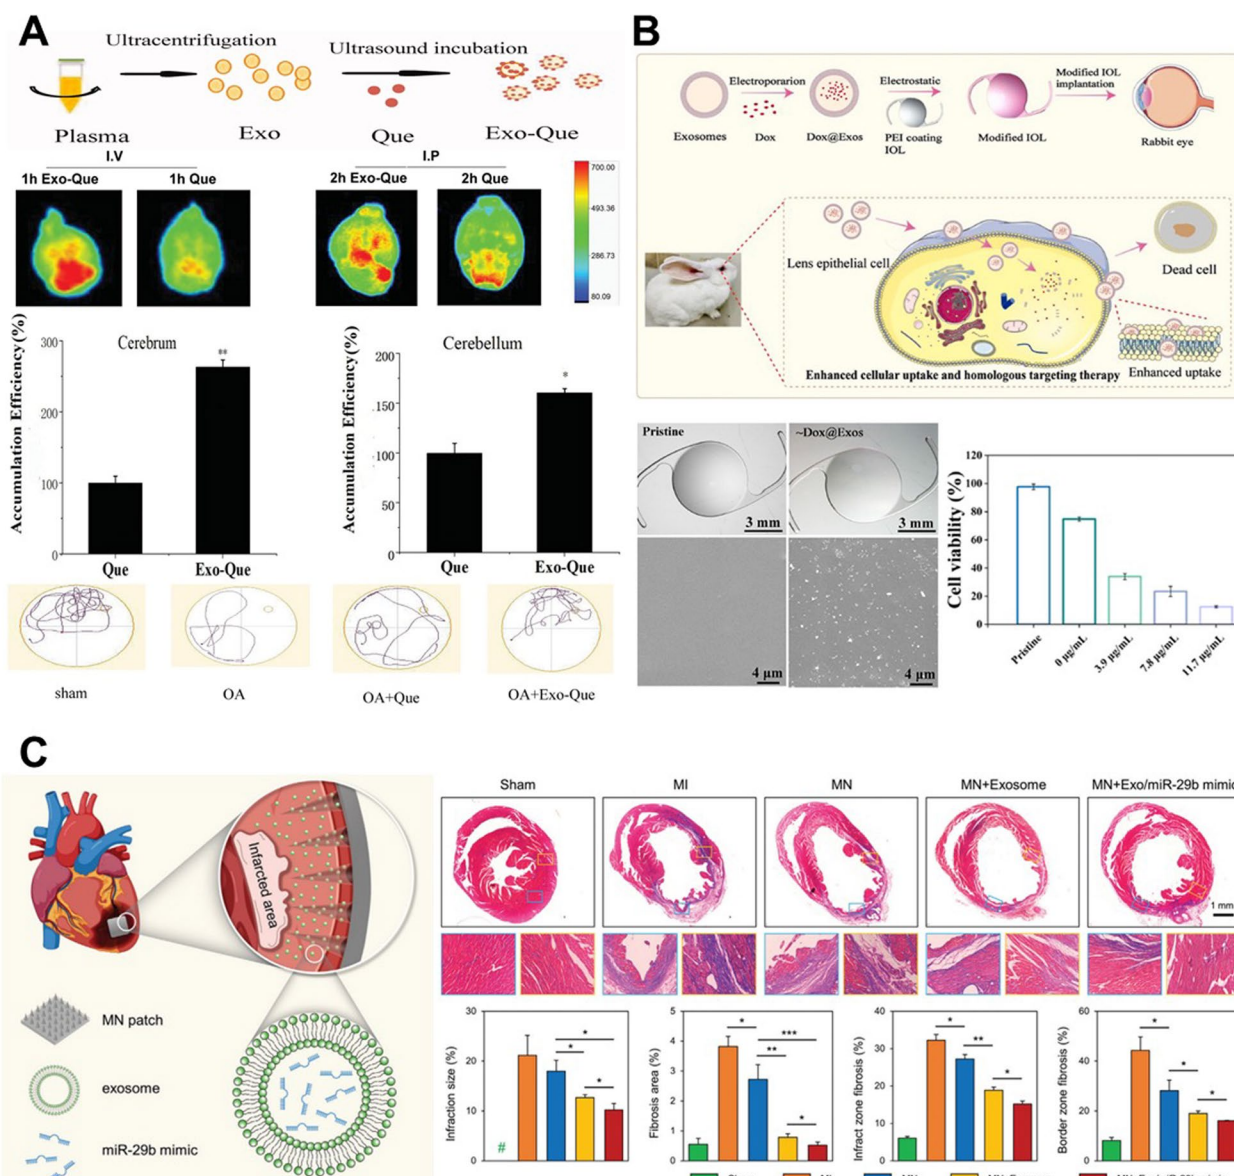 A
Ultracentrifugation
Ultrasound incubation
Plasma
Exo
Que
Exo-Que
I.V
I.P
1h Exo-Que
1h Que
2h Exo-Que
2h Que
700.00
493.36
286.73
80.09
Accumulation Efficiency(%)
Cerebrum
300
200
100
0
**
Que
Exo-Que
Accumulation Efficiency(%)
Cerebellum
200
150
100
50
0
*
Que
Exo-Que
sham
OA
OA+Que
OA+Exo-Que
B
Electroporarion
Electrostatic
Modified IOL
implantation
Exosomes
Dox
Dox@Exos
PEI coating
IOL
Modified IOL
Rabbit eye
Lens epithelial cell
Dead cell
Enhanced cellular uptake and homologous targeting therapy
Enhanced uptake
Pristine
~Dox@Exos
3 mm
3 mm
4 μm
4 μm
Cell viability (%)
120
100
80
60
40
20
0
Pristine
0 μg/mL
3.9 μg/mL
7.8 μg/mL
11.7 μg/mL
C
Infarcted area
MN patch
exosome
miR-29b mimic
Sham
MI
MN
MN+Exosome
MN+Exo/miR-29b mimic
1 mm
Infraction size (%)
30
20
10
0
#
*
*
*
Fibrosis area (%)
5
4
3
2
1
0
*
***
**
*
Infract zone fibrosis (%)
40
30
20
10
0
*
**
*
Border zone fibrosis (%)
60
40
20
0
*
*
*